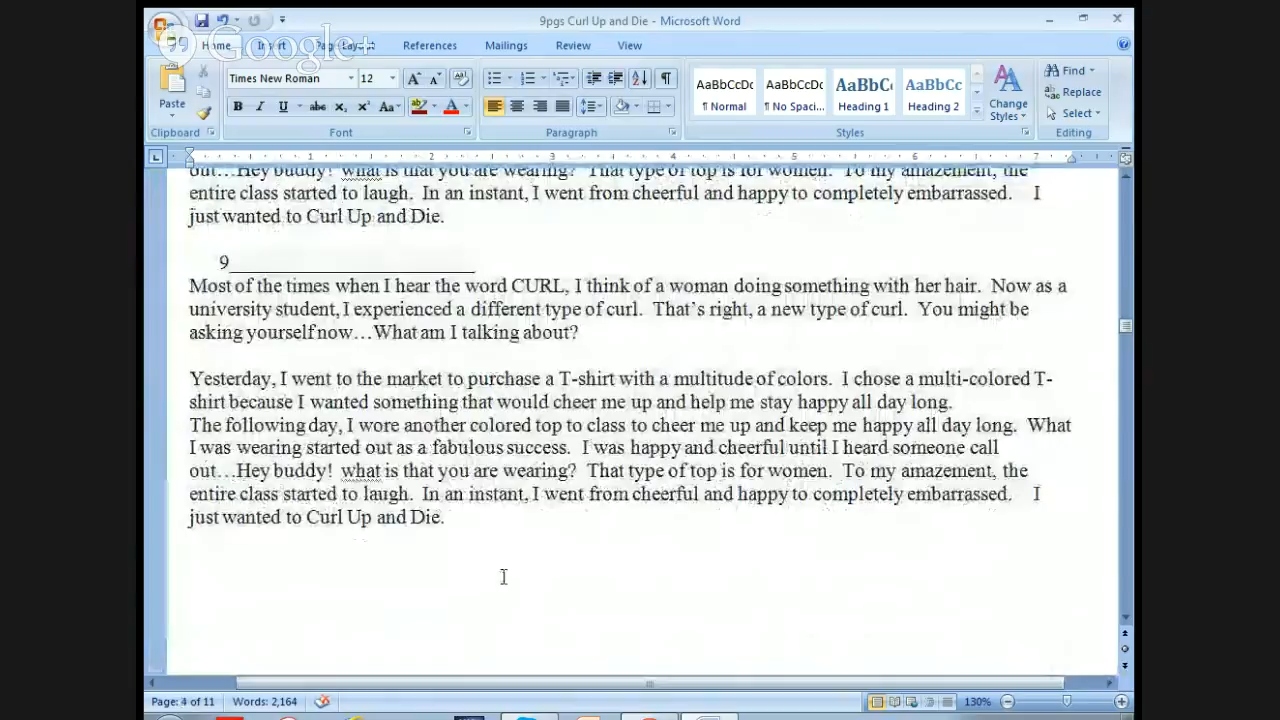 9pgs Curl Up and Die - Microsoft Word
Google+
Home Insert Page Layout References Mailings Review View
Times New Roman 12
AaBbCcDc AaBbCcDc AaBbC AaBbCc
Paste
¶ Normal ¶ No Spaci... Heading 1 Heading 2
Change Styles
Find
Replace
Select
Clipboard Font Paragraph Styles Editing
1 2 3 4 5 6 7
out…Hey buddy! what is that you are wearing? That type of top is for women. To my amazement, the
entire class started to laugh. In an instant, I went from cheerful and happy to completely embarrassed. I
just wanted to Curl Up and Die.
9______________________
Most of the times when I hear the word CURL, I think of a woman doing something with her hair. Now as a
university student, I experienced a different type of curl. That's right, a new type of curl. You might be
asking yourself now…What am I talking about?
Yesterday, I went to the market to purchase a T-shirt with a multitude of colors. I chose a multi-colored T-
shirt because I wanted something that would cheer me up and help me stay happy all day long.
The following day, I wore another colored top to class to cheer me up and keep me happy all day long. What
I was wearing started out as a fabulous success. I was happy and cheerful until I heard someone call
out…Hey buddy! what is that you are wearing? That type of top is for women. To my amazement, the
entire class started to laugh. In an instant, I went from cheerful and happy to completely embarrassed. I
just wanted to Curl Up and Die.
Page: 4 of 11 Words: 2,164 130%